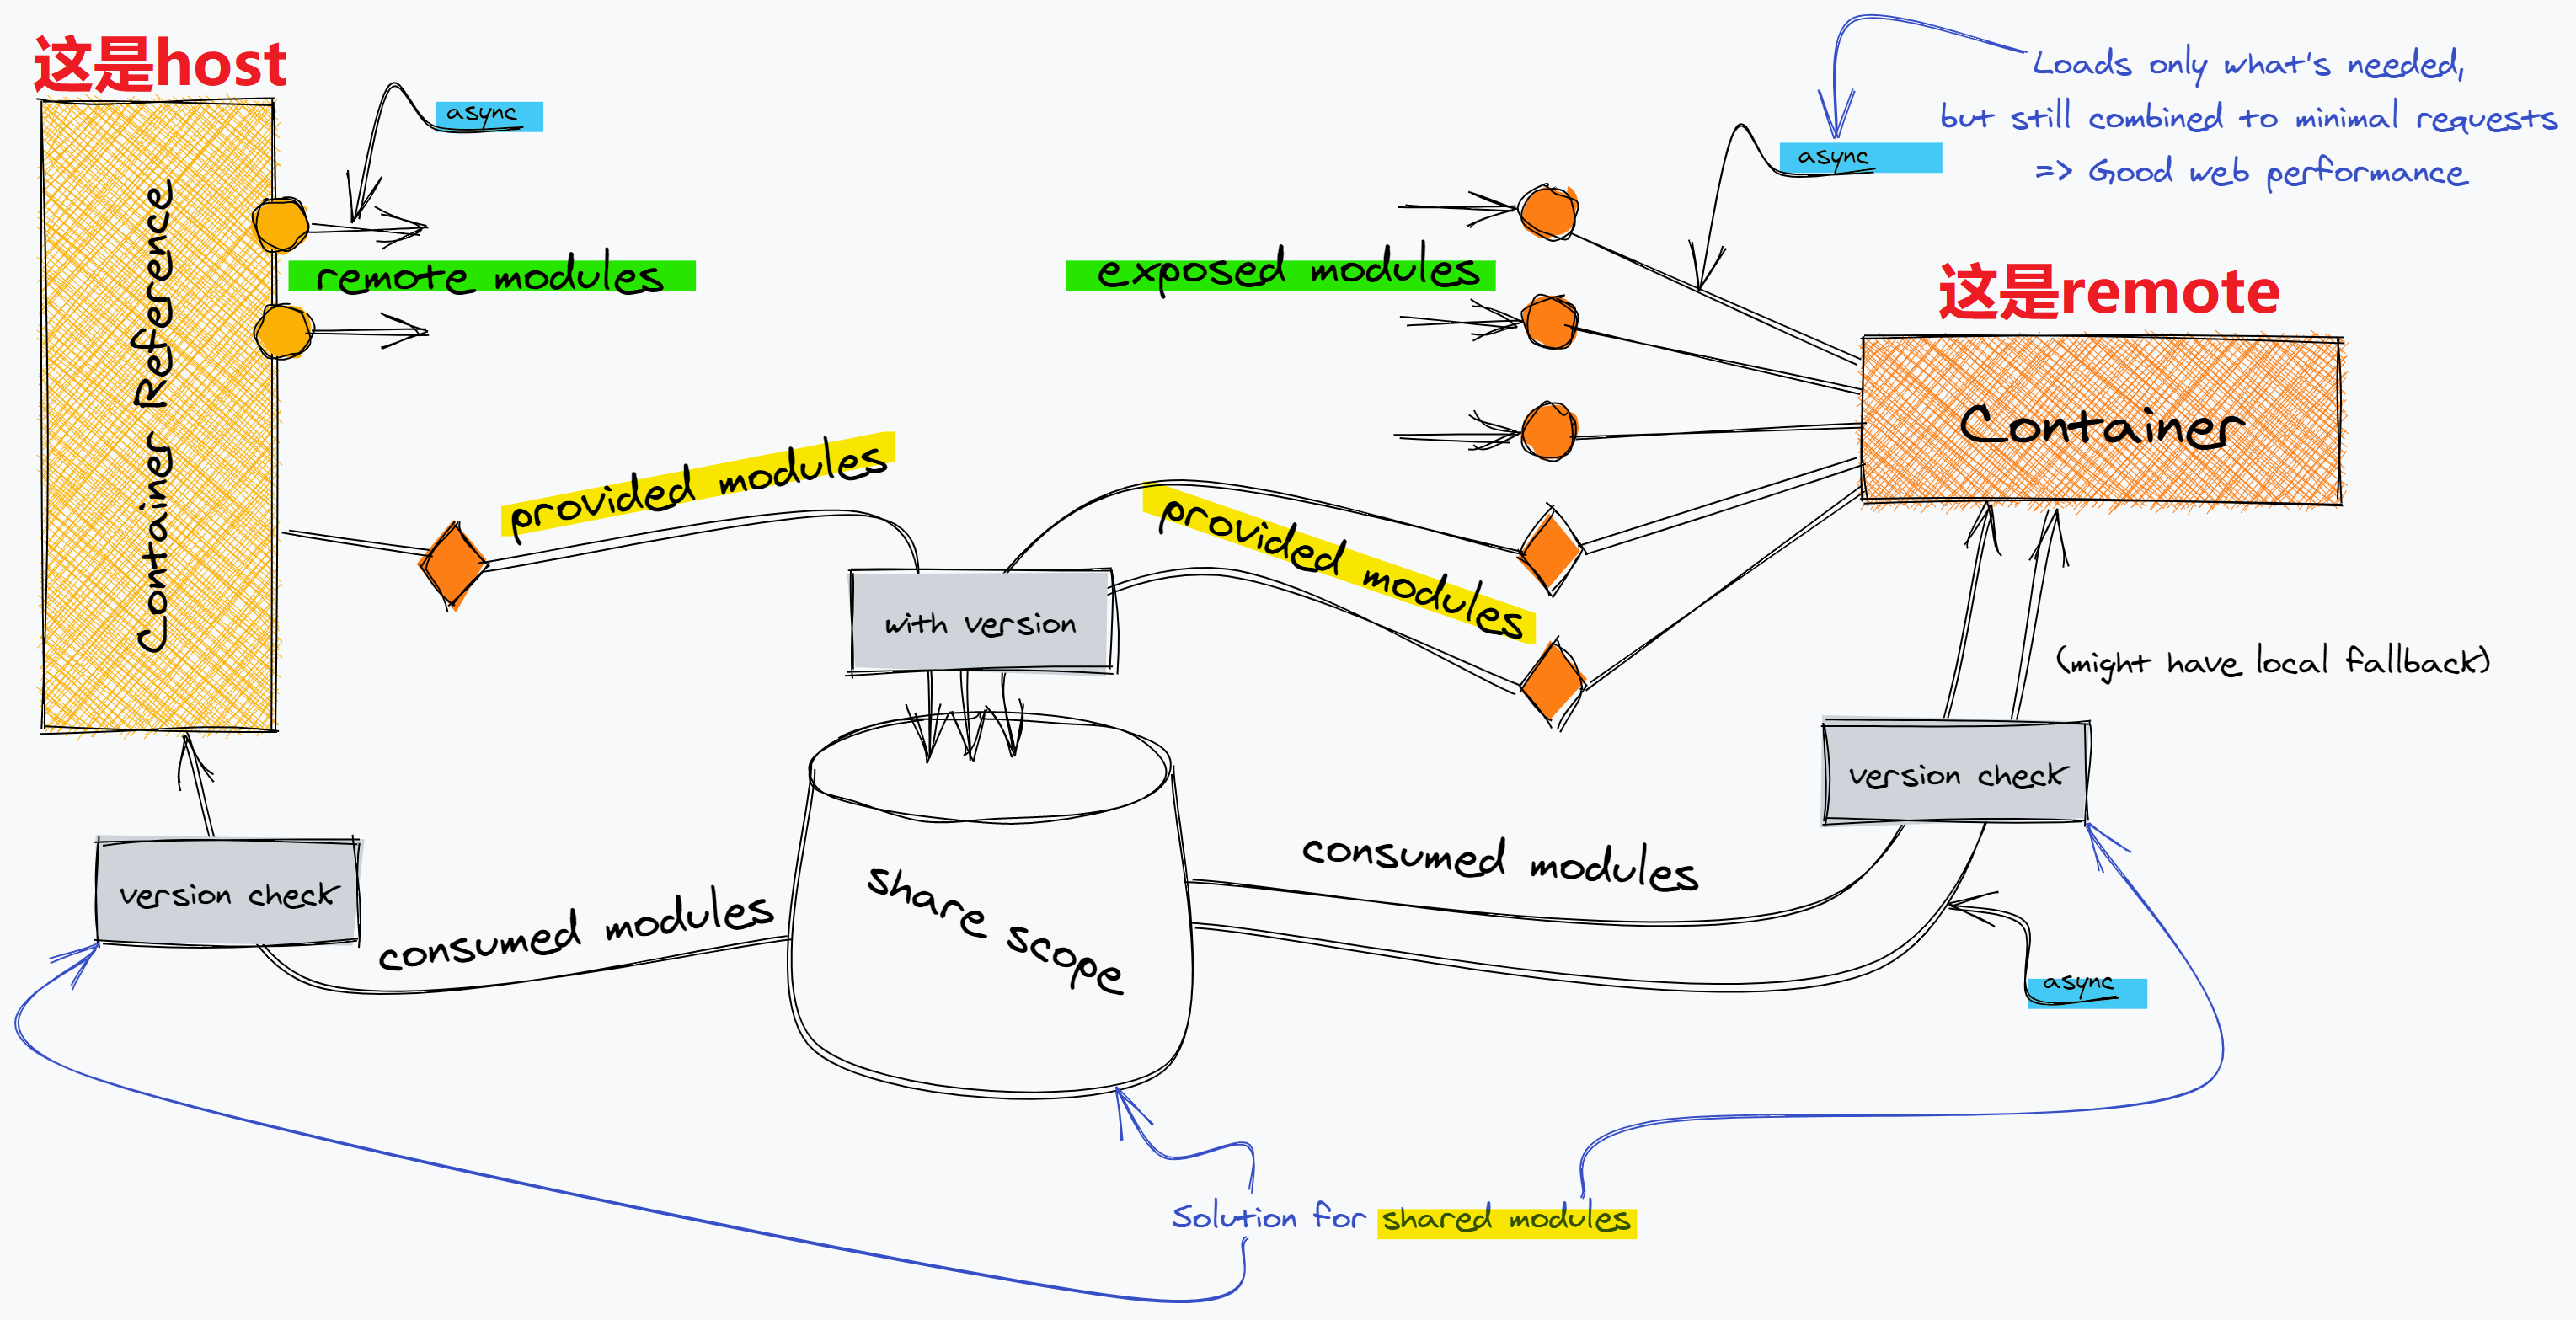 这是host
async
Container Reference
remote modules
provided modules
with version
version check
consumed modules
share scope
Loads only what's needed,
but still combined to minimal requests
=> Good web performance
async
exposed modules
这是remote
Container
provided modules
(might have local fallback)
version check
consumed modules
async
Solution for shared modules